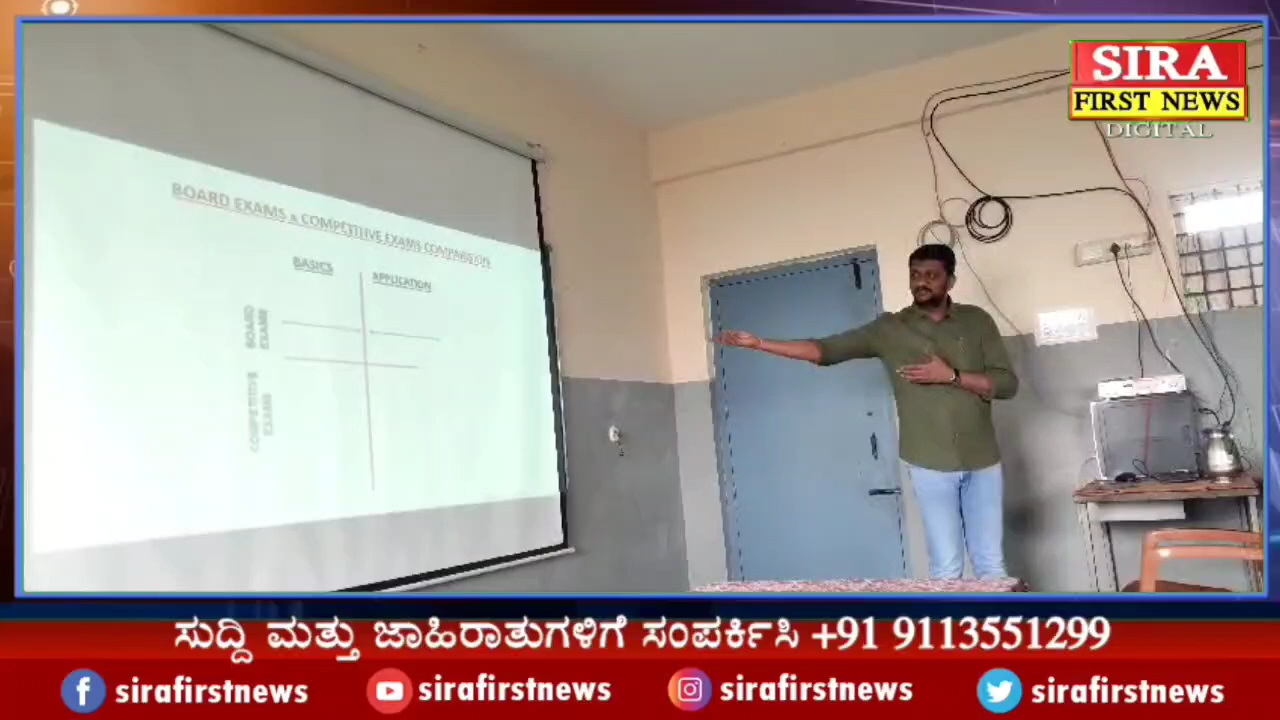 SIRA
FIRST NEWS
DIGITAL
BOARD EXAMS & COMPETITIVE EXAMS COMPARISION
BASICS
APPLICATION
BOARD
EXAMS
COMPETITIVE
EXAMS
ಸುದ್ದಿ ಮತ್ತು ಜಾಹಿರಾತುಗಳಿಗೆ ಸಂಪರ್ಕಿಸಿ +91 9113551299
sirafirstnews
sirafirstnews
sirafirstnews
sirafirstnews